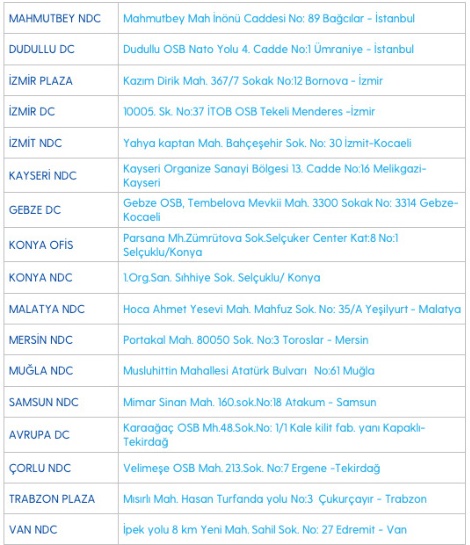 MAHMUTBEY NDC Mahmutbey Mah İnönü Caddesi No: 89 Bağcılar - İstanbul
DUDULLU DC Dudullu OSB Nato Yolu 4. Cadde No:1 Ümraniye - İstanbul
İZMİR PLAZA Kazım Dirik Mah. 367/7 Sokak No:12 Bornova - İzmir
İZMİR DC 10005. Sk. No:37 İTOB OSB Tekeli Menderes -İzmir
İZMİT NDC Yahya kaptan Mah. Bahçeşehir Sok. No: 30 İzmit-Kocaeli
KAYSERİ NDC Kayseri Organize Sanayi Bölgesi 13. Cadde No:16 Melikgazi-
Kayseri
GEBZE DC Gebze OSB, Tembelova Mevkii Mah. 3300 Sokak No: 3314 Gebze-
Kocaeli
KONYA OFİS Parsana Mh.Zümrütova Sok.Selçuker Center Kat:8 No:1
Selçuklu/Konya
KONYA NDC 1.Org.San. Sıhhiye Sok. Selçuklu/ Konya
MALATYA NDC Hoca Ahmet Yesevi Mah. Mahfuz Sok. No: 35/A Yeşilyurt - Malatya
MERSİN NDC Portakal Mah. 80050 Sok. No:3 Toroslar - Mersin
MUĞLA NDC Musluhittin Mahallesi Atatürk Bulvarı No:61 Muğla
SAMSUN NDC Mimar Sinan Mah. 160.sok.No:18 Atakum - Samsun
AVRUPA DC Karaağaç OSB Mh.48.Sok.No: 1/1 Kale kilit fab. yanı Kapaklı-
Tekirdağ
ÇORLU NDC Velimeşe OSB Mah. 213.Sok. No:7 Ergene -Tekirdağ
TRABZON PLAZA Mısırlı Mah. Hasan Turfanda yolu No:3 Çukurçayır - Trabzon
VAN NDC İpek yolu 8 km Yeni Mah. Sahil Sok. No: 27 Edremit - Van